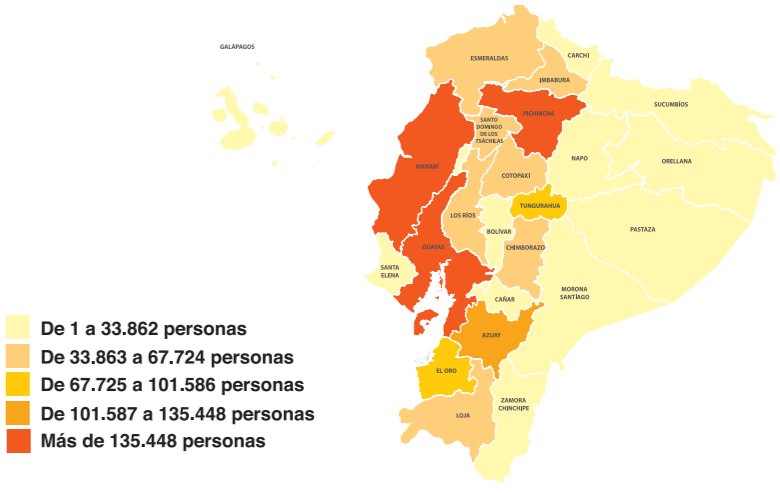 GALÁPAGOS
ESMERALDAS
CARCHI
IMBABURA
SUCUMBÍOS
PICHINCHA
SANTO
DOMINGO
DE LOS
TSÁCHILAS
NAPO
ORELLANA
MANABÍ
COTOPAXI
TUNGURAHUA
LOS RÍOS
BOLÍVAR
PASTAZA
GUAYAS
CHIMBORAZO
SANTA
ELENA
MORONA
SANTIAGO
CAÑAR
AZUAY
EL ORO
ZAMORA
CHINCHIPE
LOJA
De 1 a 33.862 personas
De 33.863 a 67.724 personas
De 67.725 a 101.586 personas
De 101.587 a 135.448 personas
Más de 135.448 personas